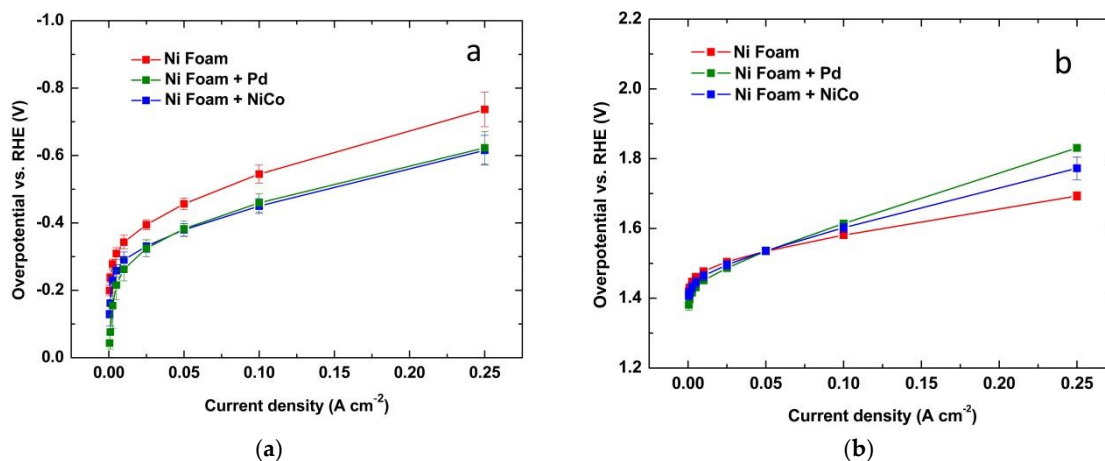 a
Ni Foam
Ni Foam + Pd
Ni Foam + NiCo
Overpotential vs. RHE (V)
-1.0
-0.8
-0.6
-0.4
-0.2
0.0
0.00 0.05 0.10 0.15 0.20 0.25
Current density (A cm⁻²)
(a)
b
Ni Foam
Ni Foam + Pd
Ni Foam + NiCo
Overpotential vs. RHE (V)
2.2
2.0
1.8
1.6
1.4
1.2
0.00 0.05 0.10 0.15 0.20 0.25
Current density (A cm⁻²)
(b)